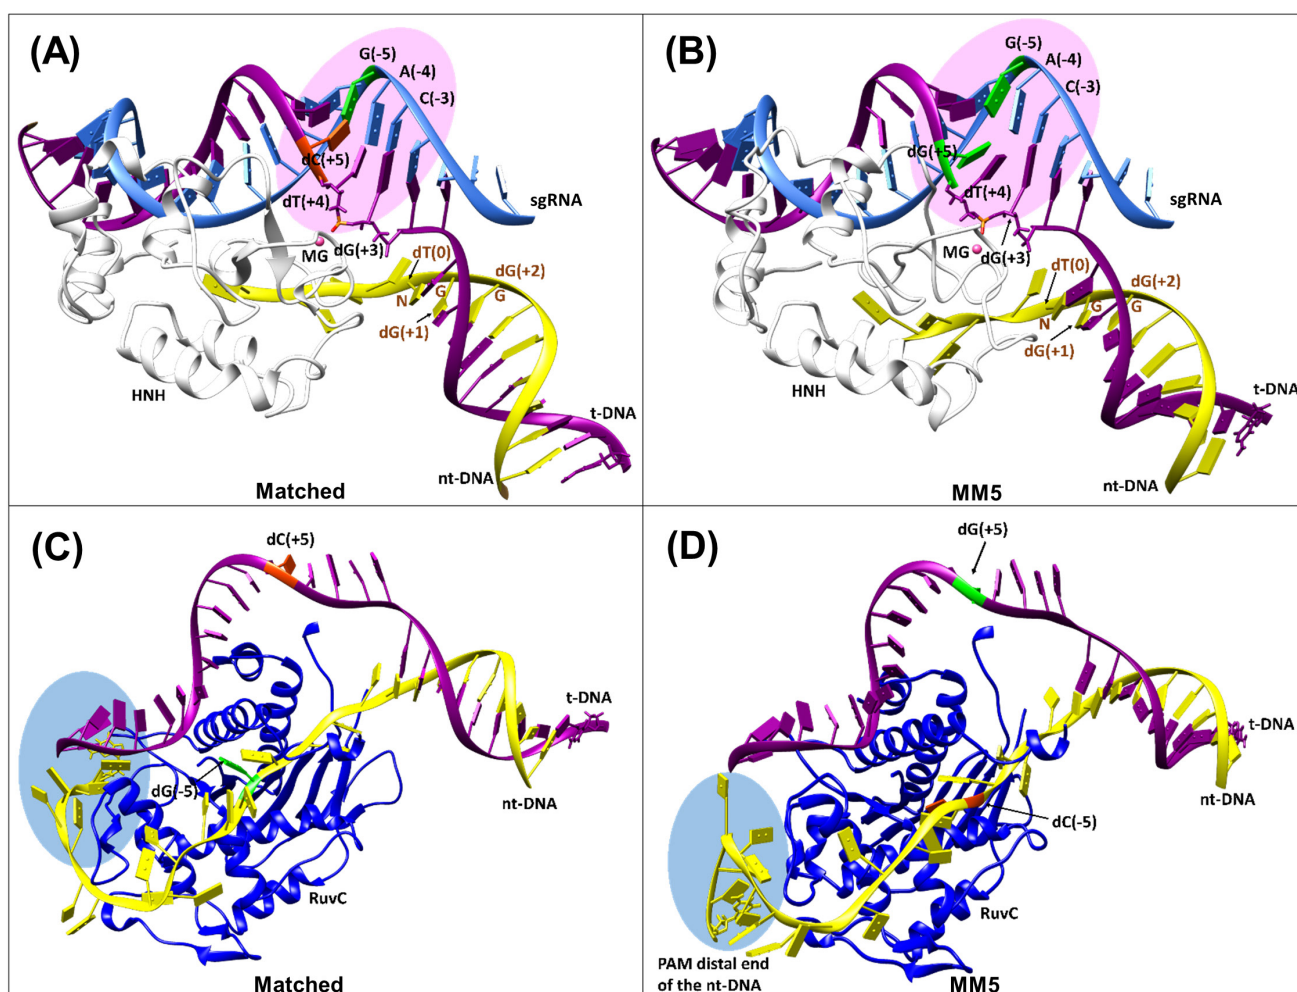 (A)
G(-5)
A(-4)
C(-3)
dC(+5)
dT(+4)
sgRNA
MG
dG(+3)
dT(0)
dG(+2)
N
G
G
dG(+1)
HNH
t-DNA
nt-DNA
Matched
(B)
G(-5)
A(-4)
C(-3)
dG(+5)
dT(+4)
sgRNA
MG
dG(+3)
dT(0)
dG(+2)
N
G
G
dG(+1)
HNH
t-DNA
nt-DNA
MM5
(C)
dC(+5)
dG(-5)
t-DNA
nt-DNA
RuvC
Matched
(D)
dG(+5)
t-DNA
nt-DNA
dC(-5)
RuvC
PAM distal end
of the nt-DNA
MM5